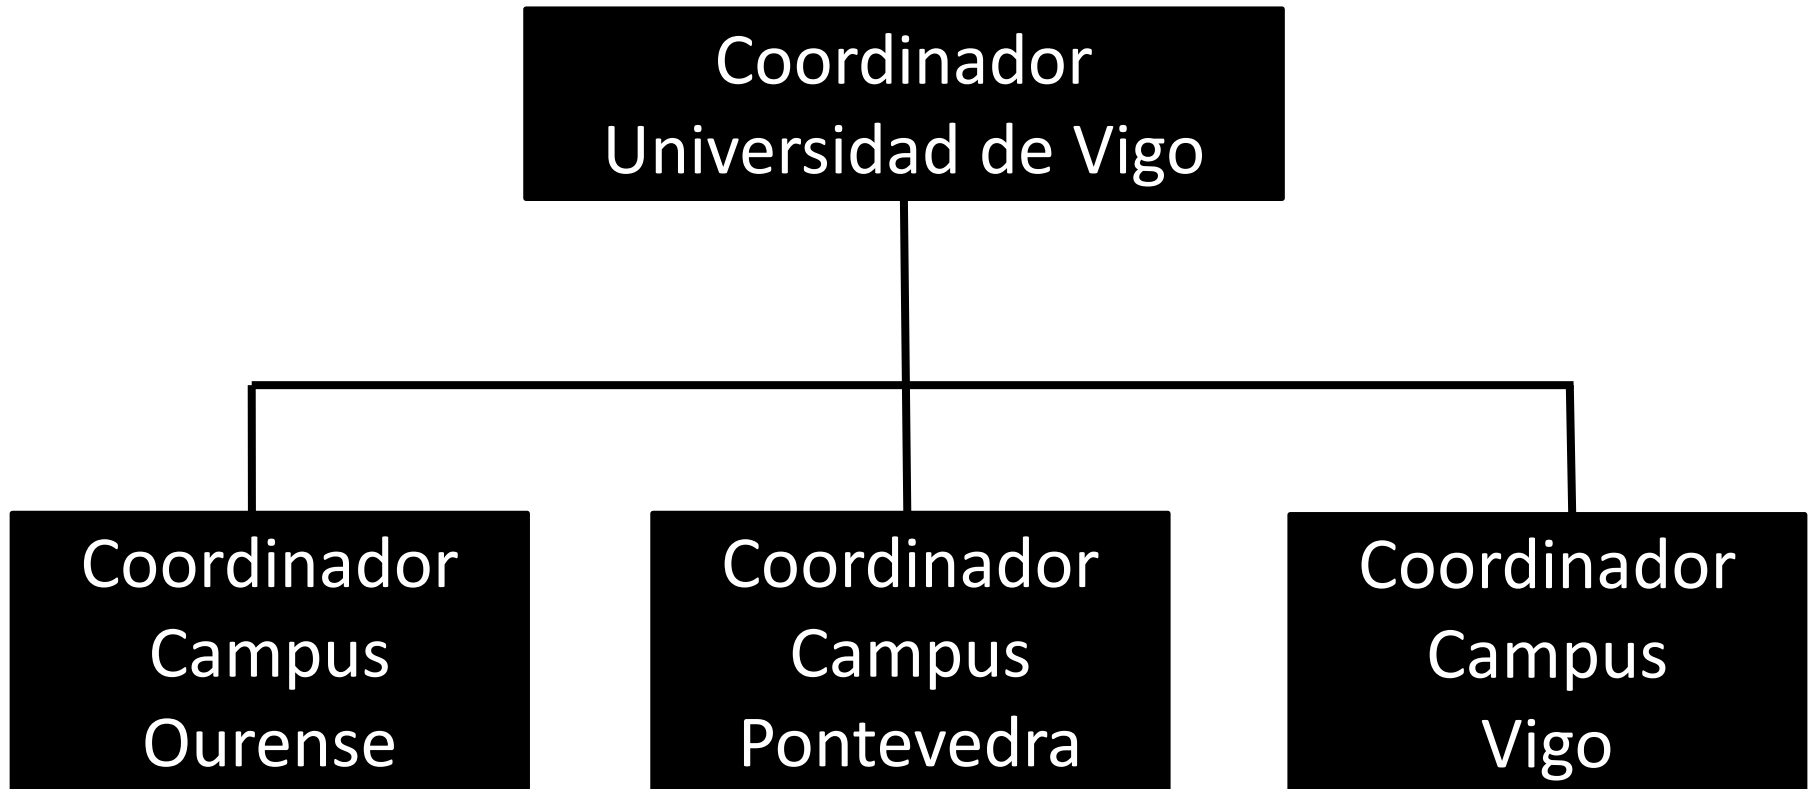 Coordinador
Universidad de Vigo
Coordinador
Campus
Ourense
Coordinador
Campus
Pontevedra
Coordinador
Campus
Vigo